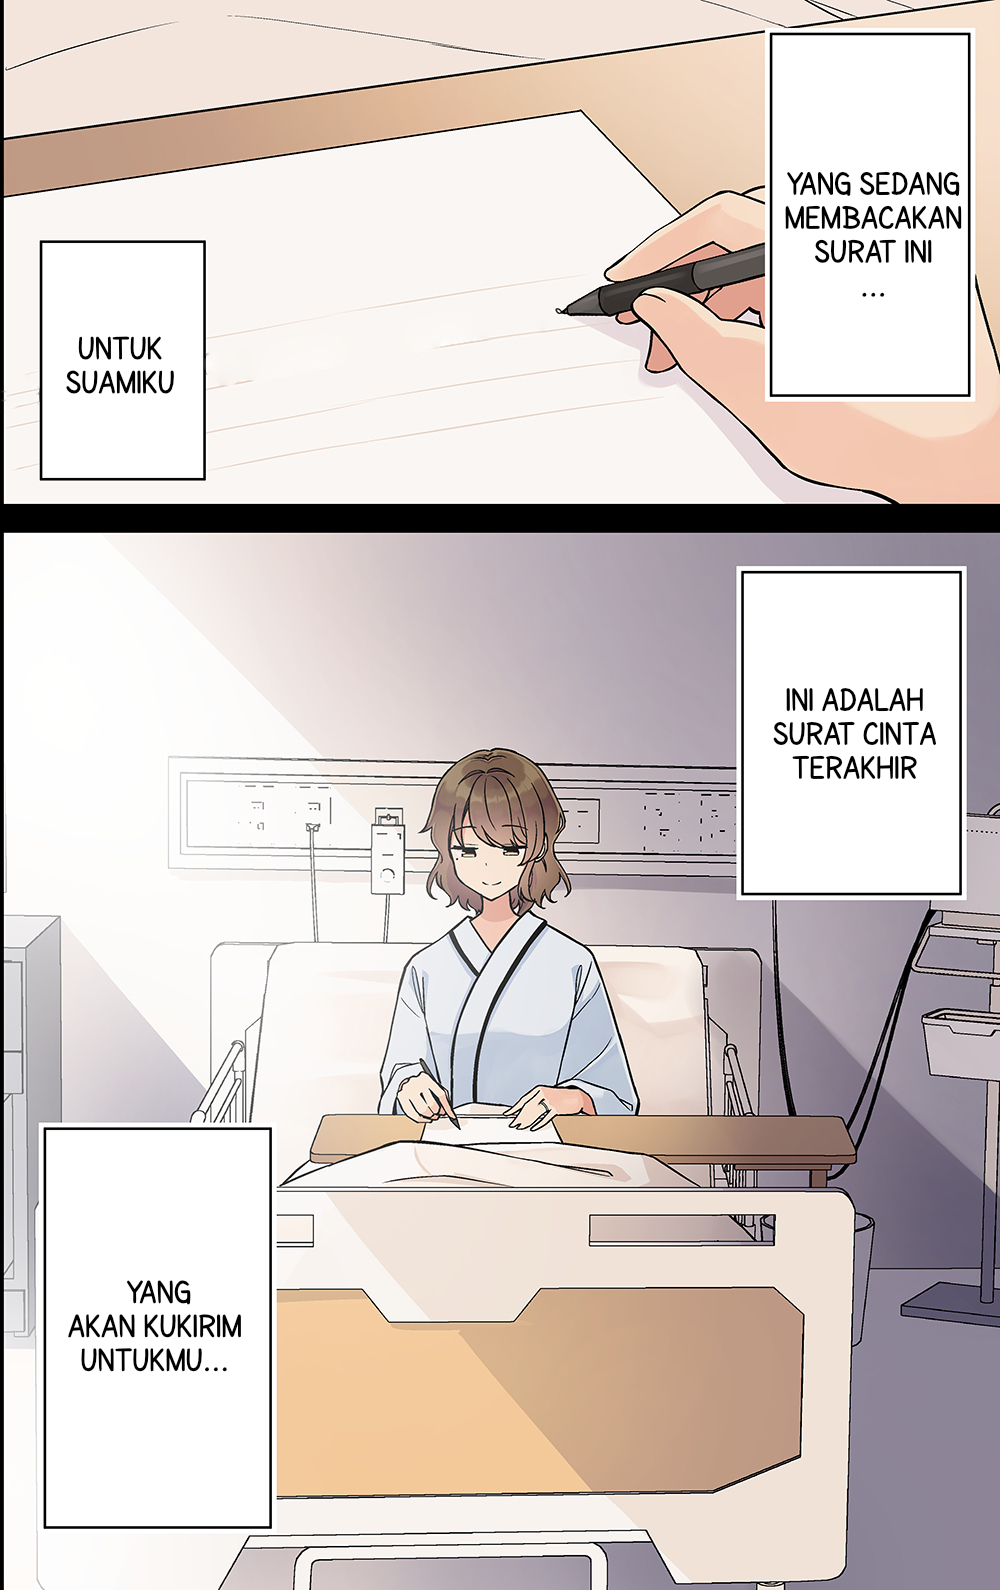 YANG SEDANG
MEMBACAKAN
SURAT INI
...
UNTUK
SUAMIKU
INI ADALAH
SURAT CINTA
TERAKHIR
YANG
AKAN KUKIRIM
UNTUKMU...